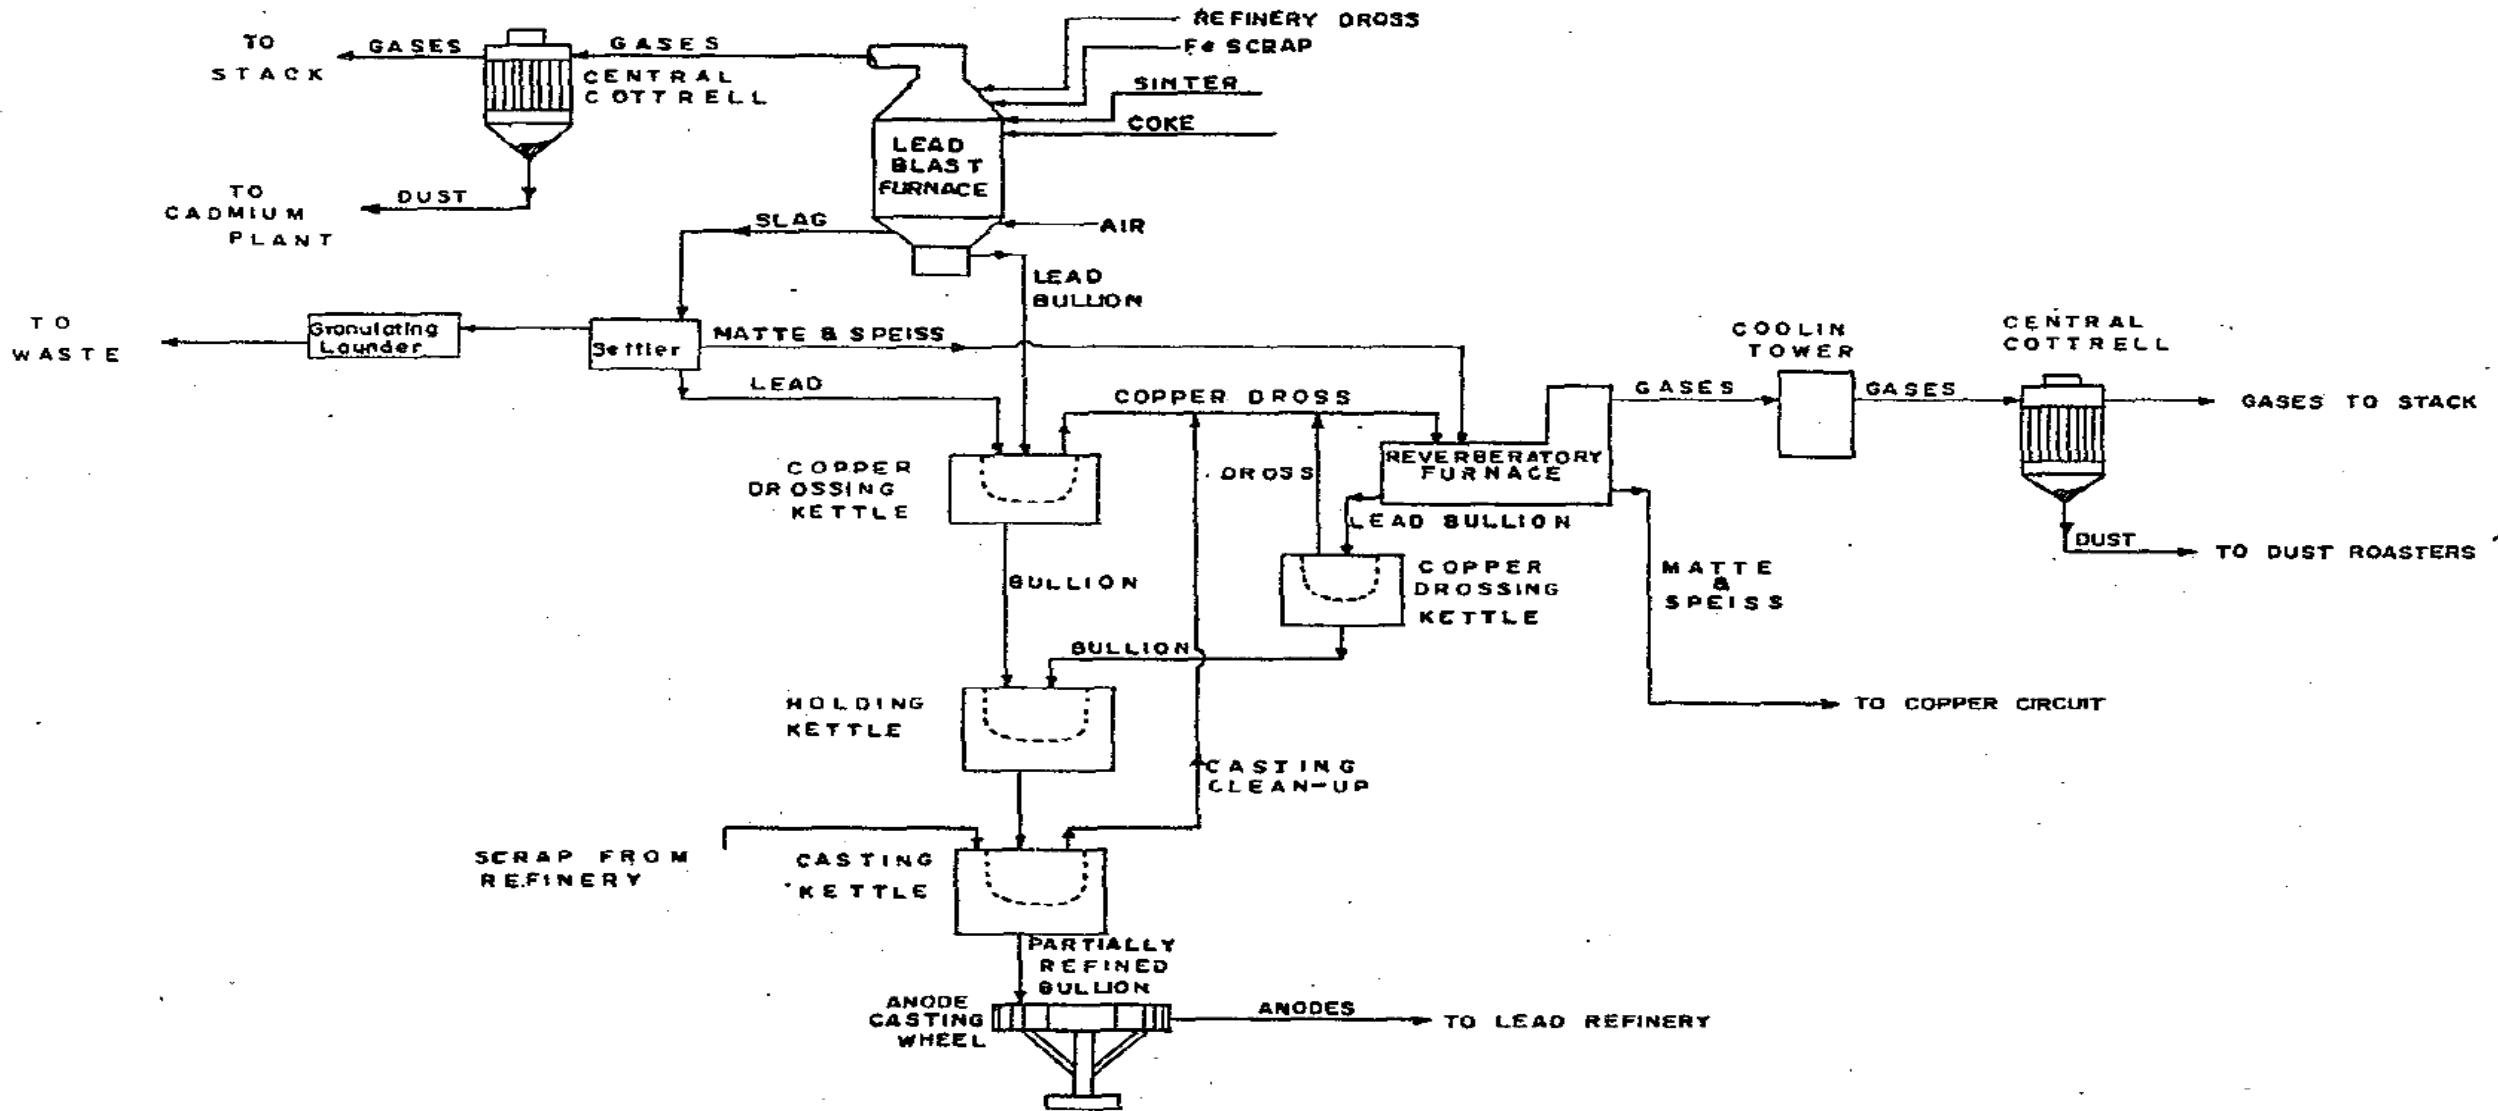 REFINERY DROSS
Fe SCRAP
TO
STACK
GASES
GASES
CENTRAL
COTTRELL
SINTER
COKE
LEAD
BLAST
FURNACE
TO
CADMIUM
PLANT
DUST
SLAG
AIR
LEAD
BULLION
TO
WASTE
Granulating
Launder
Settler
MATTE & SPEISS
LEAD
COPPER DROSS
COOLIN
TOWER
CENTRAL
COTTRELL
GASES
GASES
GASES TO STACK
COPPER
DROSSING
KETTLE
DROSS
REVERBERATORY
FURNACE
LEAD BULLION
DUST
TO DUST ROASTERS
MATTE
&
SPEISS
COPPER
DROSSING
KETTLE
BULLION
BULLION
HOLDING
KETTLE
TO COPPER CIRCUIT
CASTING
CLEAN-UP
SCRAP FROM
REFINERY
CASTING
KETTLE
PARTIALLY
REFINED
BULLION
ANODE
CASTING
WHEEL
ANODES
TO LEAD REFINERY